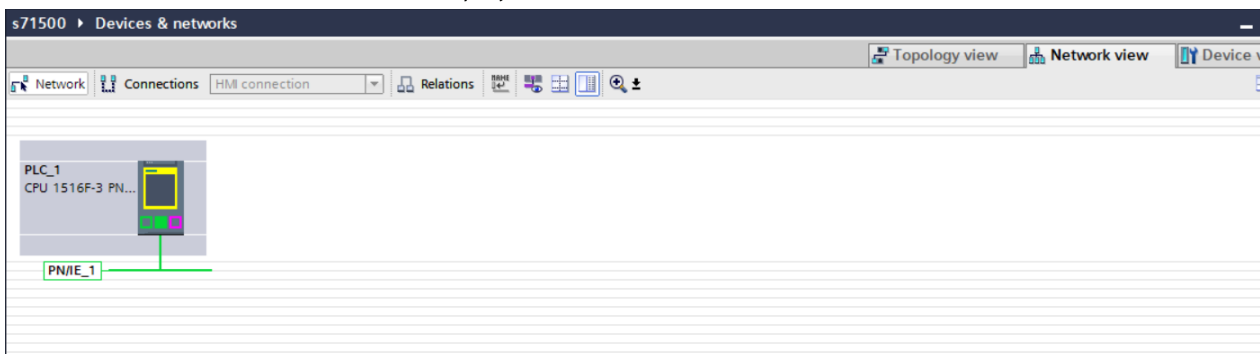 s71500 ▸ Devices & networks
Topology view Network view Device v
Network Connections HMI connection Relations
PLC_1
CPU 1516F-3 PN...
PN/IE_1